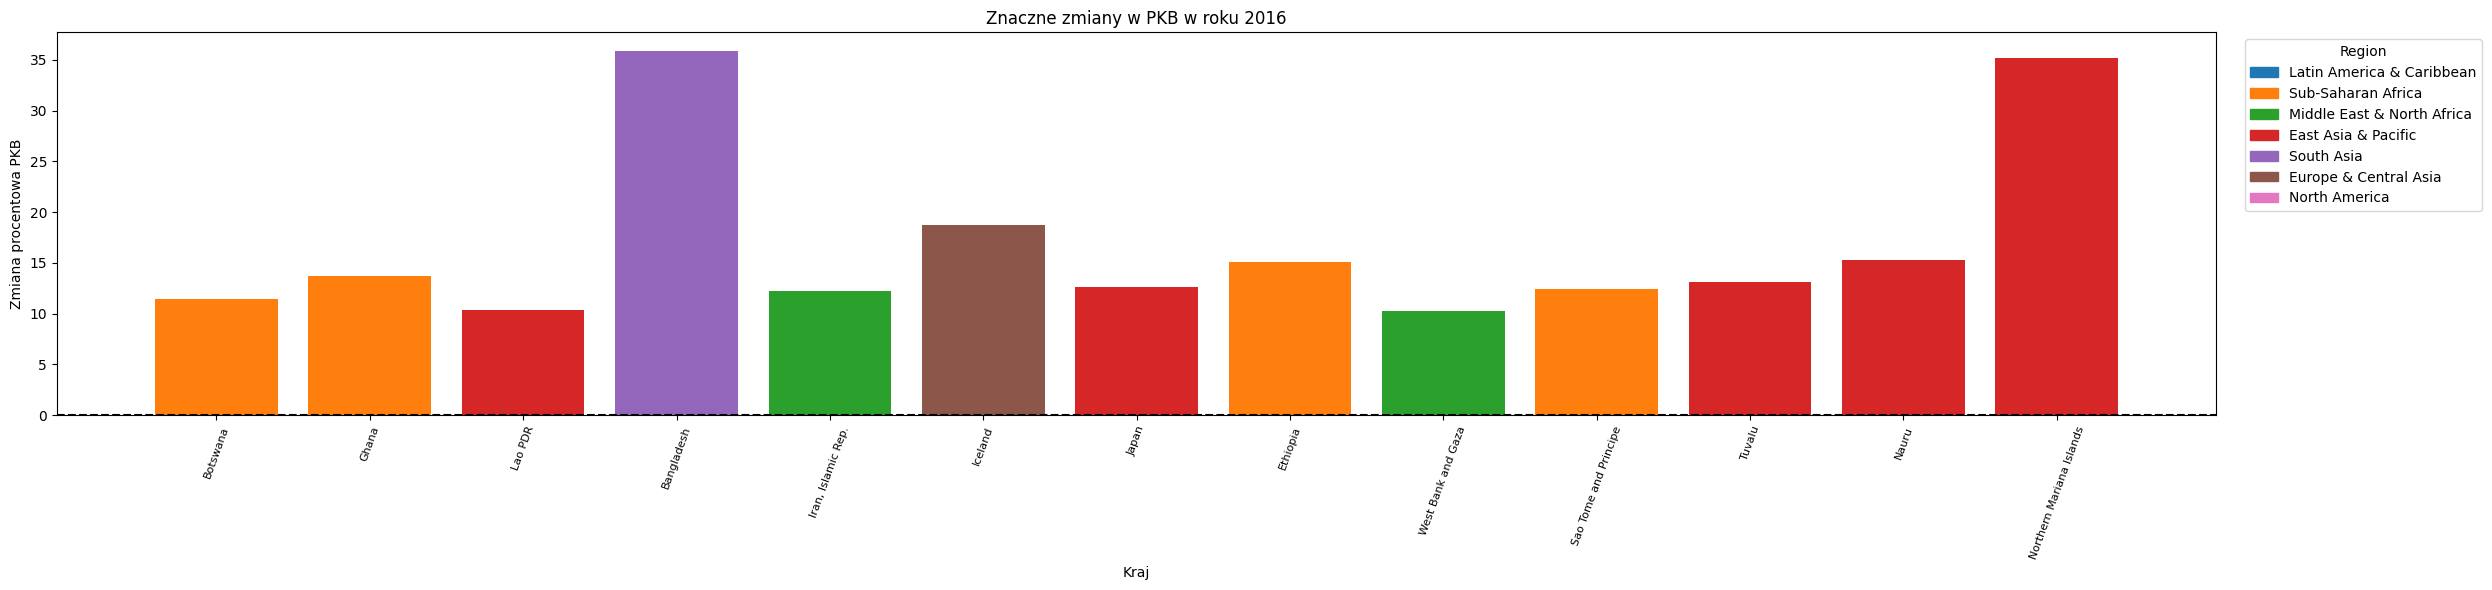 Znaczne zmiany w PKB w roku 2016
Zmiana procentowa PKB
35
30
25
20
15
10
5
0
Botswana
Ghana
Lao PDR
Bangladesh
Iran, Islamic Rep.
Iceland
Japan
Ethiopia
West Bank and Gaza
Sao Tome and Principe
Tuvalu
Nauru
Northern Mariana Islands
Kraj
Region
Latin America & Caribbean
Sub-Saharan Africa
Middle East & North Africa
East Asia & Pacific
South Asia
Europe & Central Asia
North America